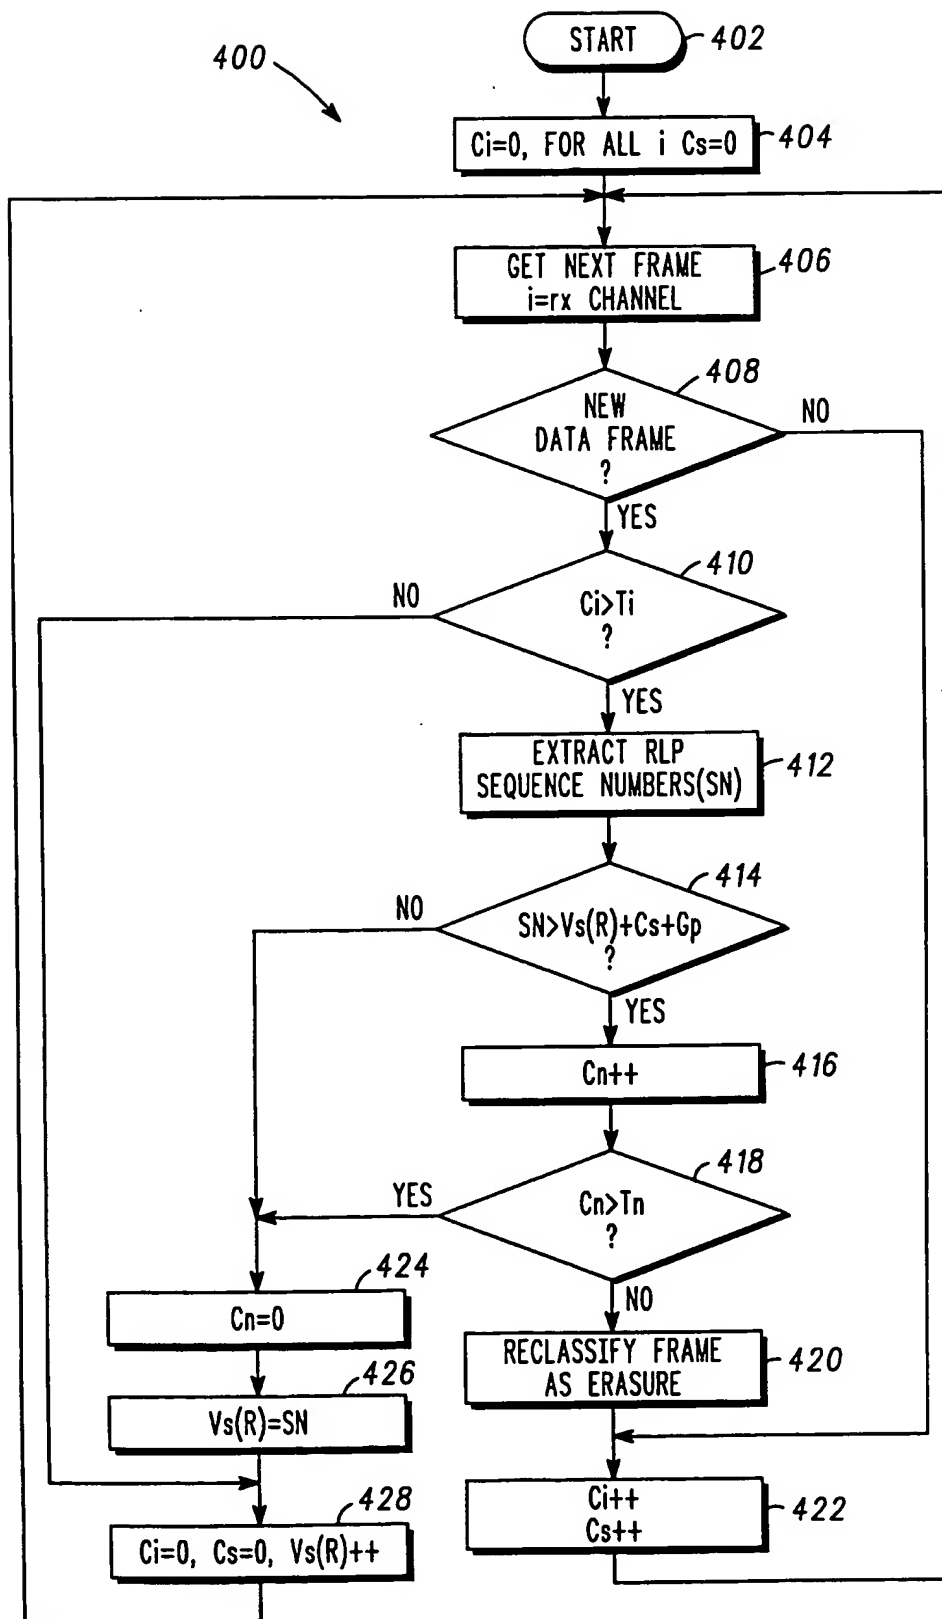 START
402
400
Ci=0, FOR ALL i Cs=0
404
GET NEXT FRAME
i=rx CHANNEL
406
408
NEW
DATA FRAME
?
NO
YES
410
NO
Ci>Ti
?
YES
EXTRACT RLP
SEQUENCE NUMBERS(SN)
412
414
NO
SN>Vs(R)+Cs+Gp
?
YES
Cn++
416
418
YES
Cn>Tn
?
NO
424
Cn=0
RECLASSIFY FRAME
AS ERASURE
420
426
Vs(R)=SN
428
Ci=0, Cs=0, Vs(R)++
Ci++
Cs++
422